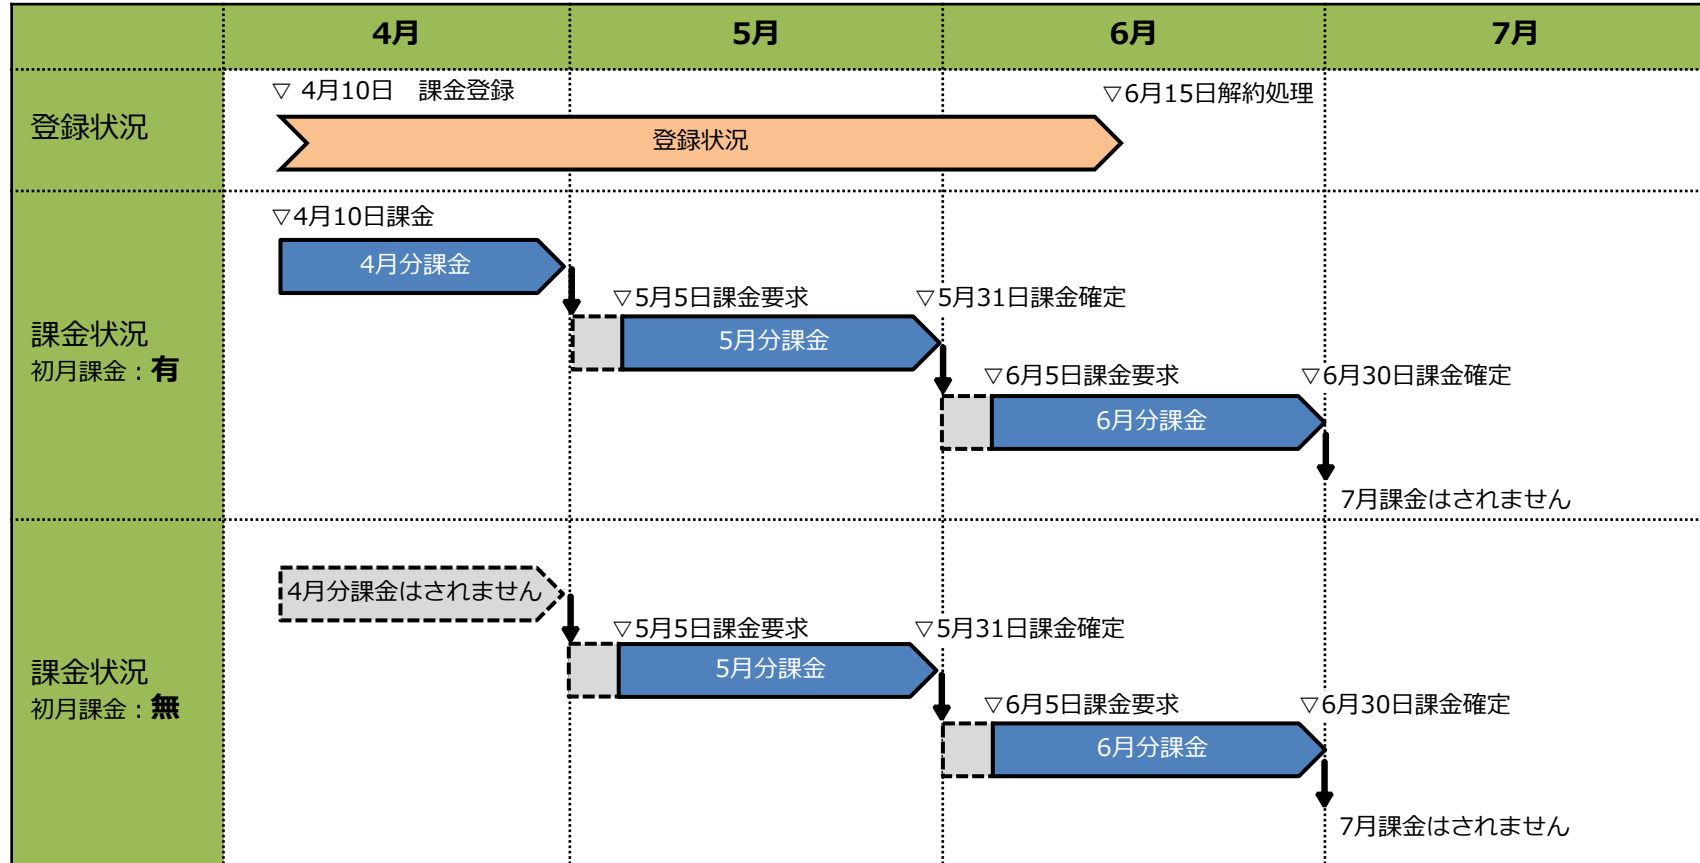 4月
5月
6月
7月
登録状況
▽ 4月10日　課金登録
▽6月15日解約処理
登録状況
課金状況
初月課金：有
▽4月10日課金
4月分課金
▽5月5日課金要求
▽5月31日課金確定
5月分課金
▽6月5日課金要求
▽6月30日課金確定
6月分課金
7月課金はされません
課金状況
初月課金：無
4月分課金はされません
▽5月5日課金要求
▽5月31日課金確定
5月分課金
▽6月5日課金要求
▽6月30日課金確定
6月分課金
7月課金はされません